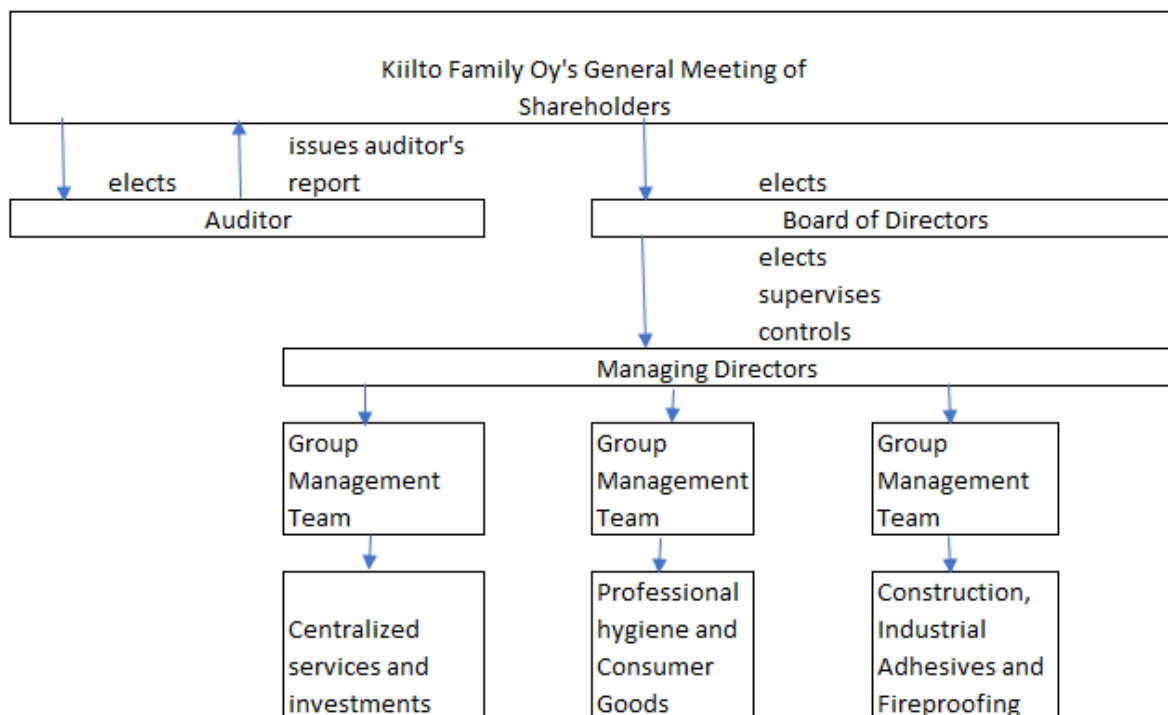 Kiilto Family Oy's General Meeting of
Shareholders
issues auditor's
elects
report
elects
Auditor
Board of Directors
elects
supervises
controls
Managing Directors
Group
Management
Team
Group
Management
Team
Group
Management
Team
Centralized
services and
investments
Professional
hygiene and
Consumer
Goods
Construction,
Industrial
Adhesives and
Fireproofing